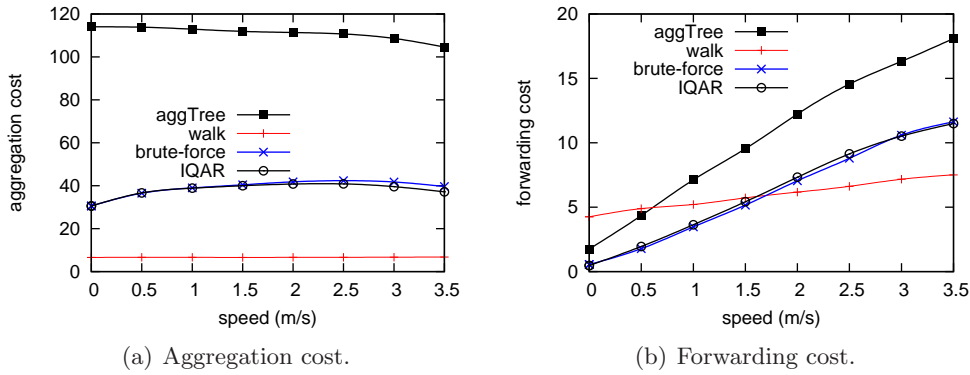 aggregation cost
120
100
80
60
40
20
0
aggTree
walk
brute-force
IQAR
0 0.5 1 1.5 2 2.5 3 3.5
speed (m/s)
(a) Aggregation cost.
forwarding cost
20
15
10
5
0
aggTree
walk
brute-force
IQAR
0 0.5 1 1.5 2 2.5 3 3.5
speed (m/s)
(b) Forwarding cost.